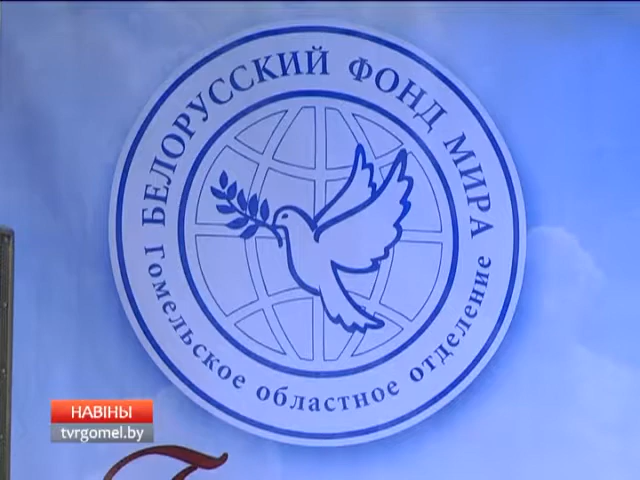 БЕЛОРУССКИЙ ФОНД МИРА
Гомельское областное отделение
НАВІНЫ
tvrgomel.by